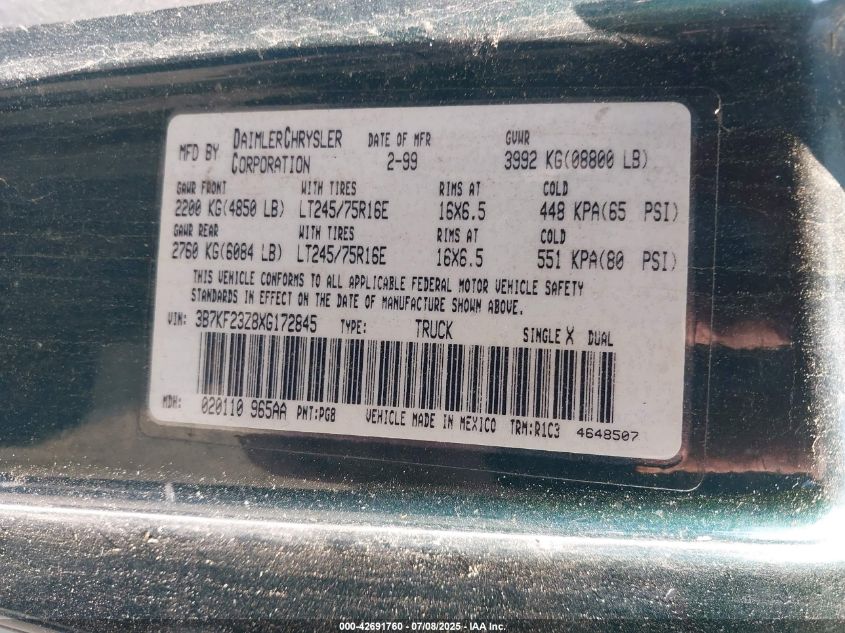 MFD BY DAIMLERCHRYSLER CORPORATION DATE OF MFR 2-99 GVWR 3992 KG(08800 LB)
GAWR FRONT WITH TIRES RIMS AT COLD
2200 KG(4850 LB) LT245/75R16E 16X6.5 448 KPA(65 PSI)
GAWR REAR WITH TIRES RIMS AT COLD
2760 KG(6084 LB) LT245/75R16E 16X6.5 551 KPA(80 PSI)
THIS VEHICLE CONFORMS TO ALL APPLICABLE FEDERAL MOTOR VEHICLE SAFETY
STANDARDS IN EFFECT ON THE DATE OF MANUFACTURE SHOWN ABOVE.
VIN: 3B7KF23Z8XG172845 TYPE: TRUCK SINGLE X DUAL
MDH: 020110 965AA PNT:PG8 VEHICLE MADE IN MEXICO TRM:R1C3 4648507
000-42691760 - 07/08/2025 - IAA Inc.